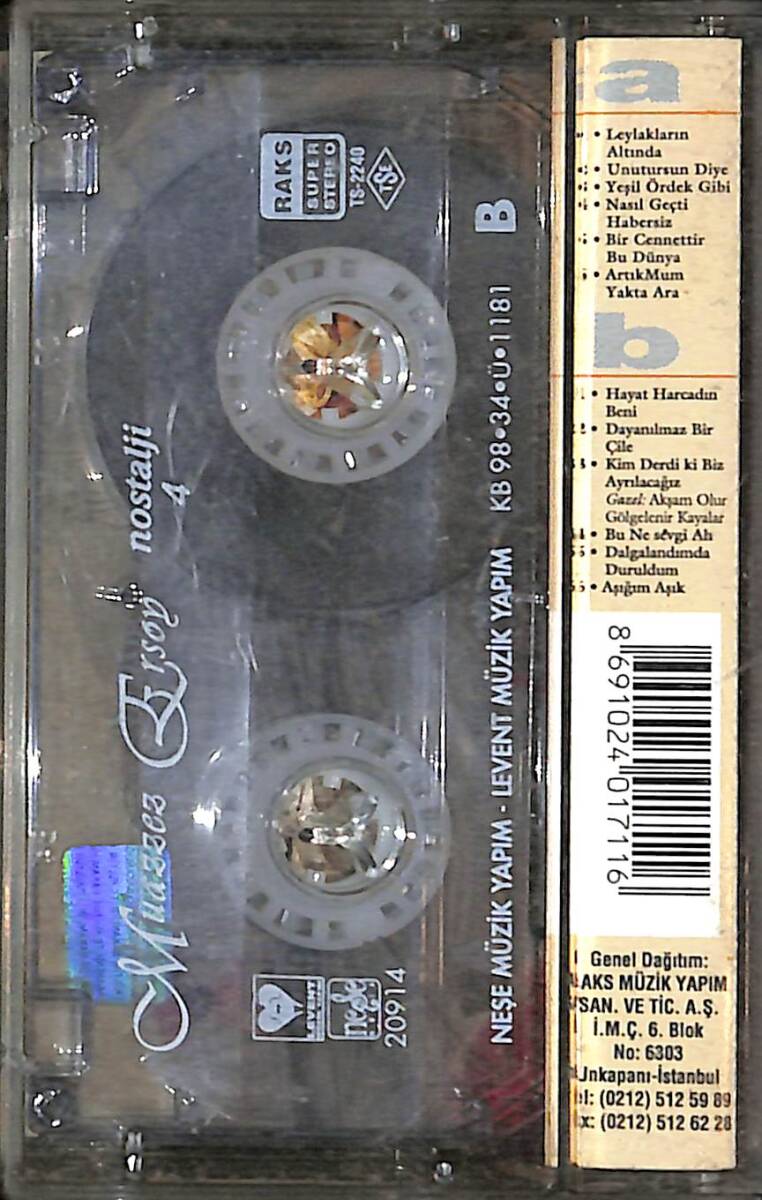 Muazzez Ersoy nostalji
4
RAKS
SUPER
STEREO
TS-2240
TSE
B
NEŞE MÜZİK YAPIM - LEVENT MÜZİK YAPIM KB 98•34•Ü•1181
LEVENT
neşe
20914
a
• Leylakların
Altında
• Unutursun Diye
• Yeşil Ördek Gibi
• Nasıl Geçti
Habersiz
• Bir Cennettir
Bu Dünya
• ArtıkMum
Yakta Ara
b
• Hayat Harcadın
Beni
• Dayanılmaz Bir
Çile
• Kim Derdi ki Biz
Ayrılacağız
Gazel: Akşam Olur
Gölgelenir Kayalar
• Bu Ne sevgi Ah
• Dalgalandımda
Duruldum
• Aşığım Aşık
8 691024 017116
Genel Dağıtım:
AKS MÜZİK YAPIM
SAN. VE TİC. A.Ş.
İ.M.Ç. 6. Blok
No: 6303
Unkapanı-İstanbul
el: (0212) 512 59 89
x: (0212) 512 62 28